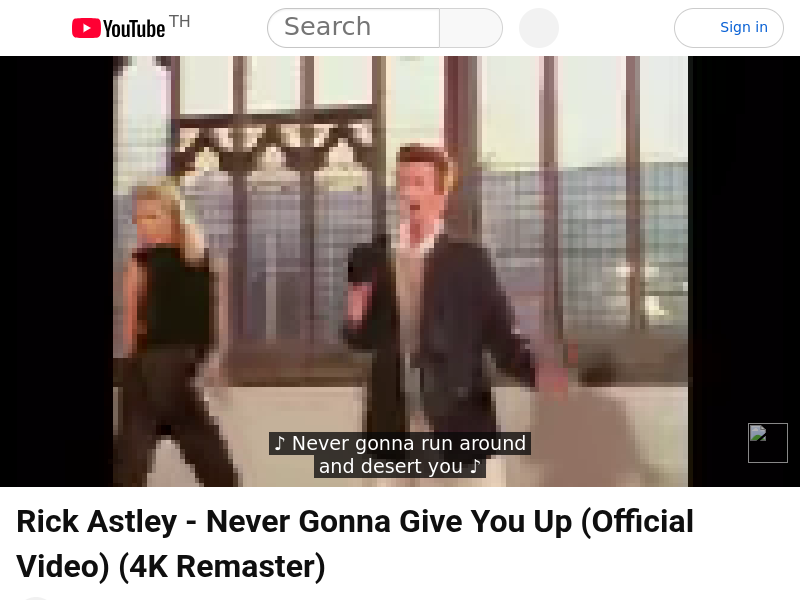 YouTube TH
Search
Sign in
♪ Never gonna run around
and desert you ♪
Rick Astley - Never Gonna Give You Up (Official
Video) (4K Remaster)